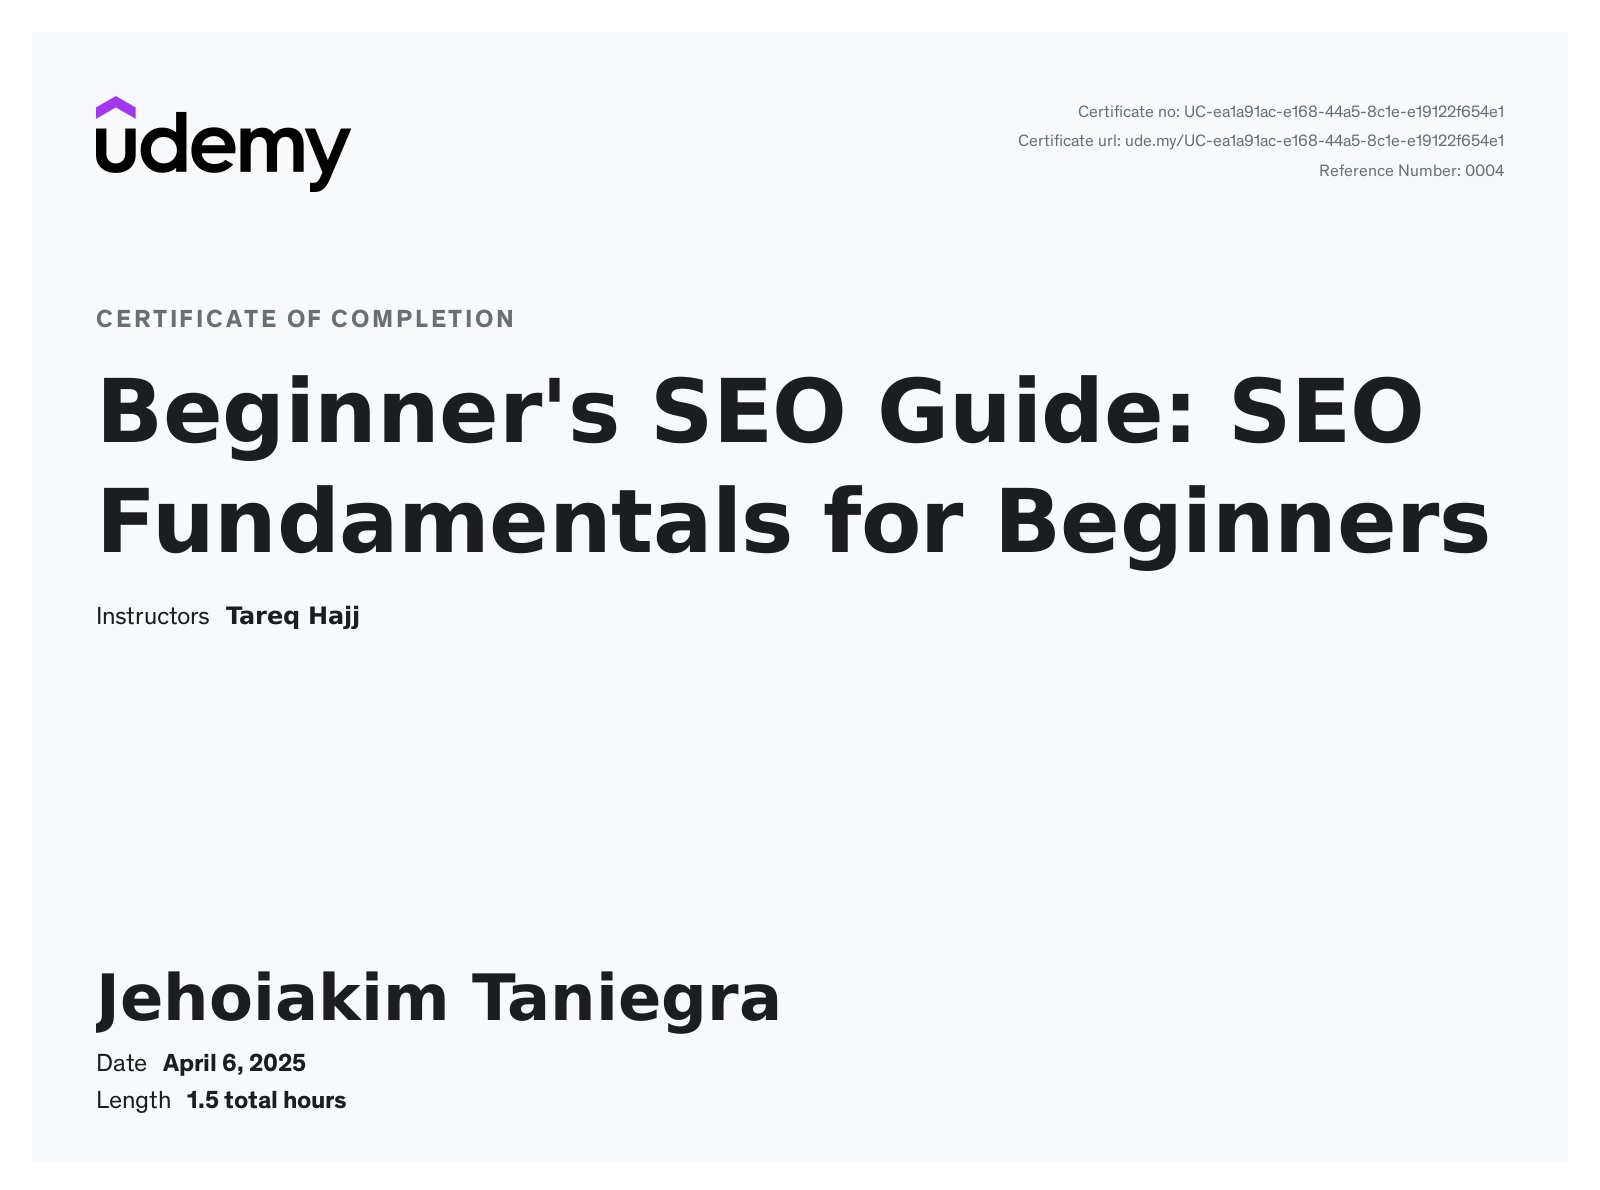 udemy
Certificate no: UC-ea1a91ac-e168-44a5-8c1e-e19122f654e1
Certificate url: ude.my/UC-ea1a91ac-e168-44a5-8c1e-e19122f654e1
Reference Number: 0004
CERTIFICATE OF COMPLETION
Beginner's SEO Guide: SEO
Fundamentals for Beginners
Instructors Tareq Hajj
Jehoiakim Taniegra
Date April 6, 2025
Length 1.5 total hours